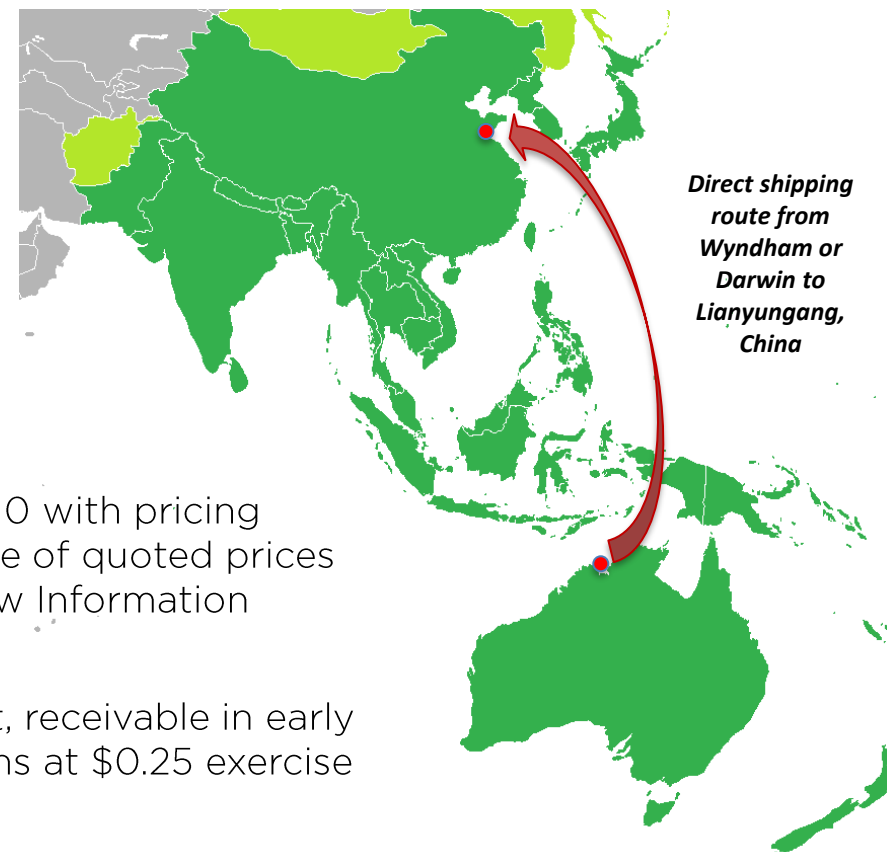 Direct shipping
route from
Wyndham or
Darwin to
Lianyungang,
China
0 with pricing
e of quoted prices
w Information
t, receivable in early
ns at $0.25 exercise